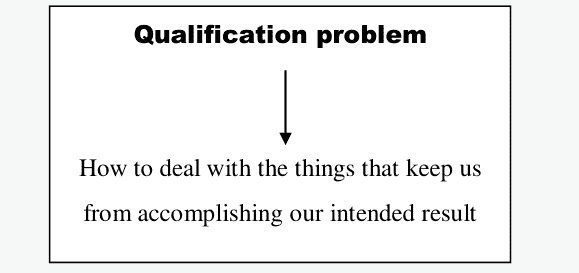 Qualification problem
How to deal with the things that keep us
from accomplishing our intended result